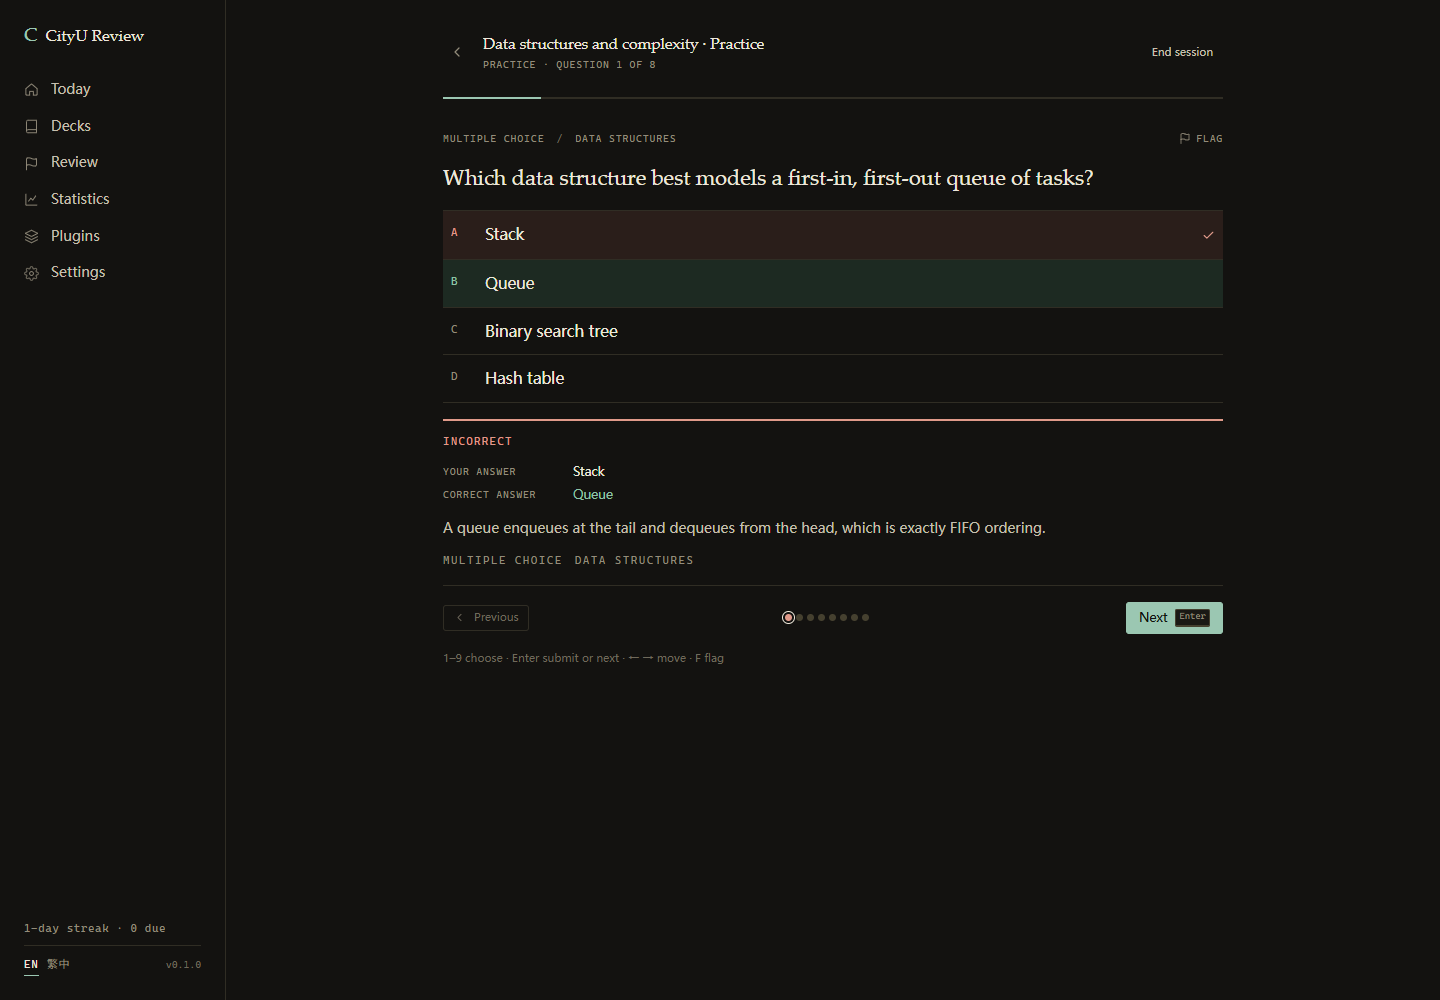 C CityU Review
Today
Decks
Review
Statistics
Plugins
Settings
1-day streak · 0 due
EN 繁中 v0.1.0
Data structures and complexity · Practice
PRACTICE · QUESTION 1 OF 8
End session
MULTIPLE CHOICE / DATA STRUCTURES
FLAG
Which data structure best models a first-in, first-out queue of tasks?
A Stack
B Queue
C Binary search tree
D Hash table
INCORRECT
YOUR ANSWER Stack
CORRECT ANSWER Queue
A queue enqueues at the tail and dequeues from the head, which is exactly FIFO ordering.
MULTIPLE CHOICE DATA STRUCTURES
Previous
Next Enter
1–9 choose · Enter submit or next · ← → move · F flag